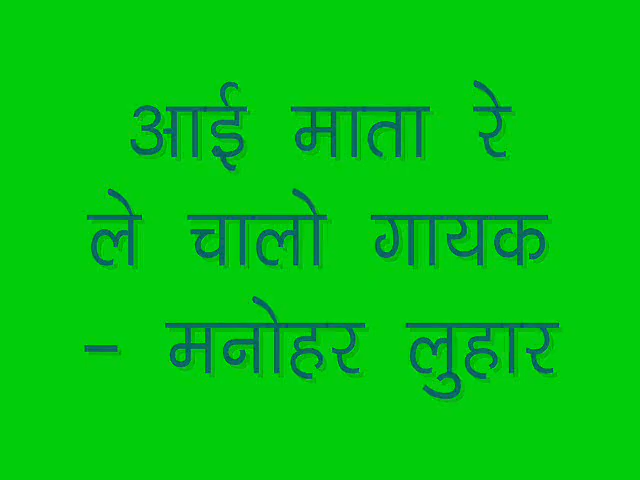 आई माता रे
ले चालो गायक
- मनोहर लुहार